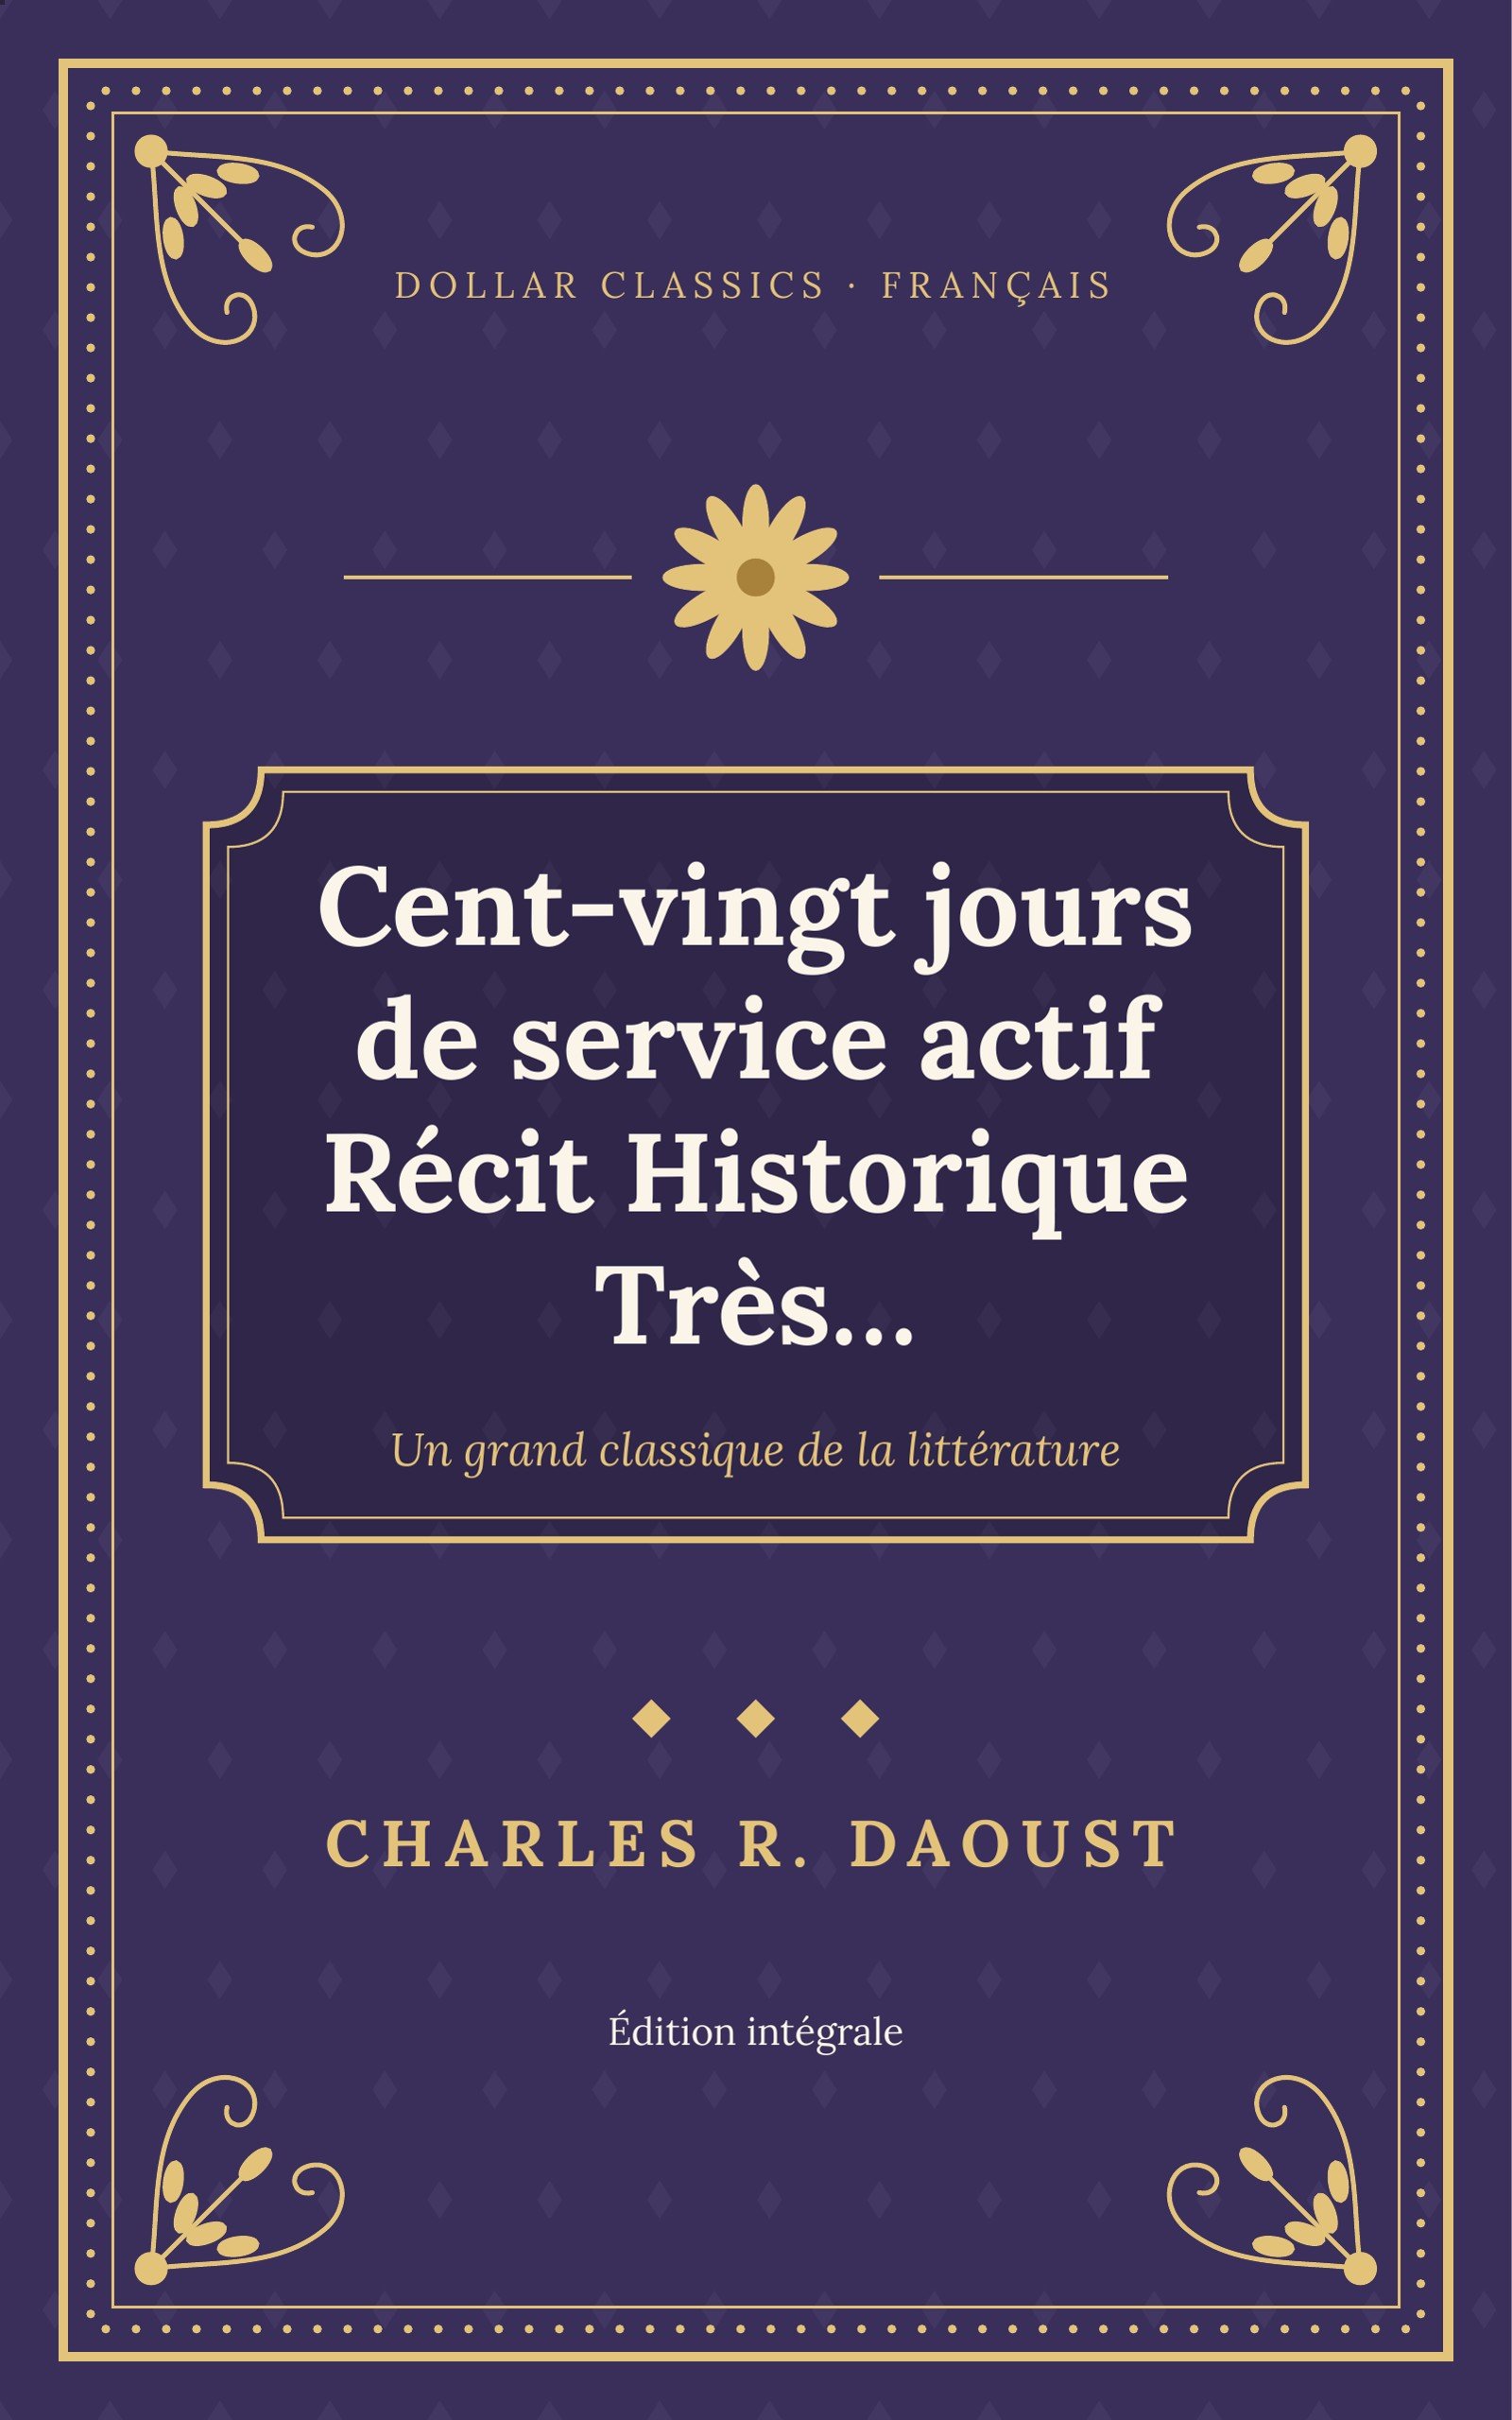 DOLLAR CLASSICS · FRANÇAIS
Cent-vingt jours
de service actif
Récit Historique
Très...
Un grand classique de la littérature
CHARLES R. DAOUST
Édition intégrale